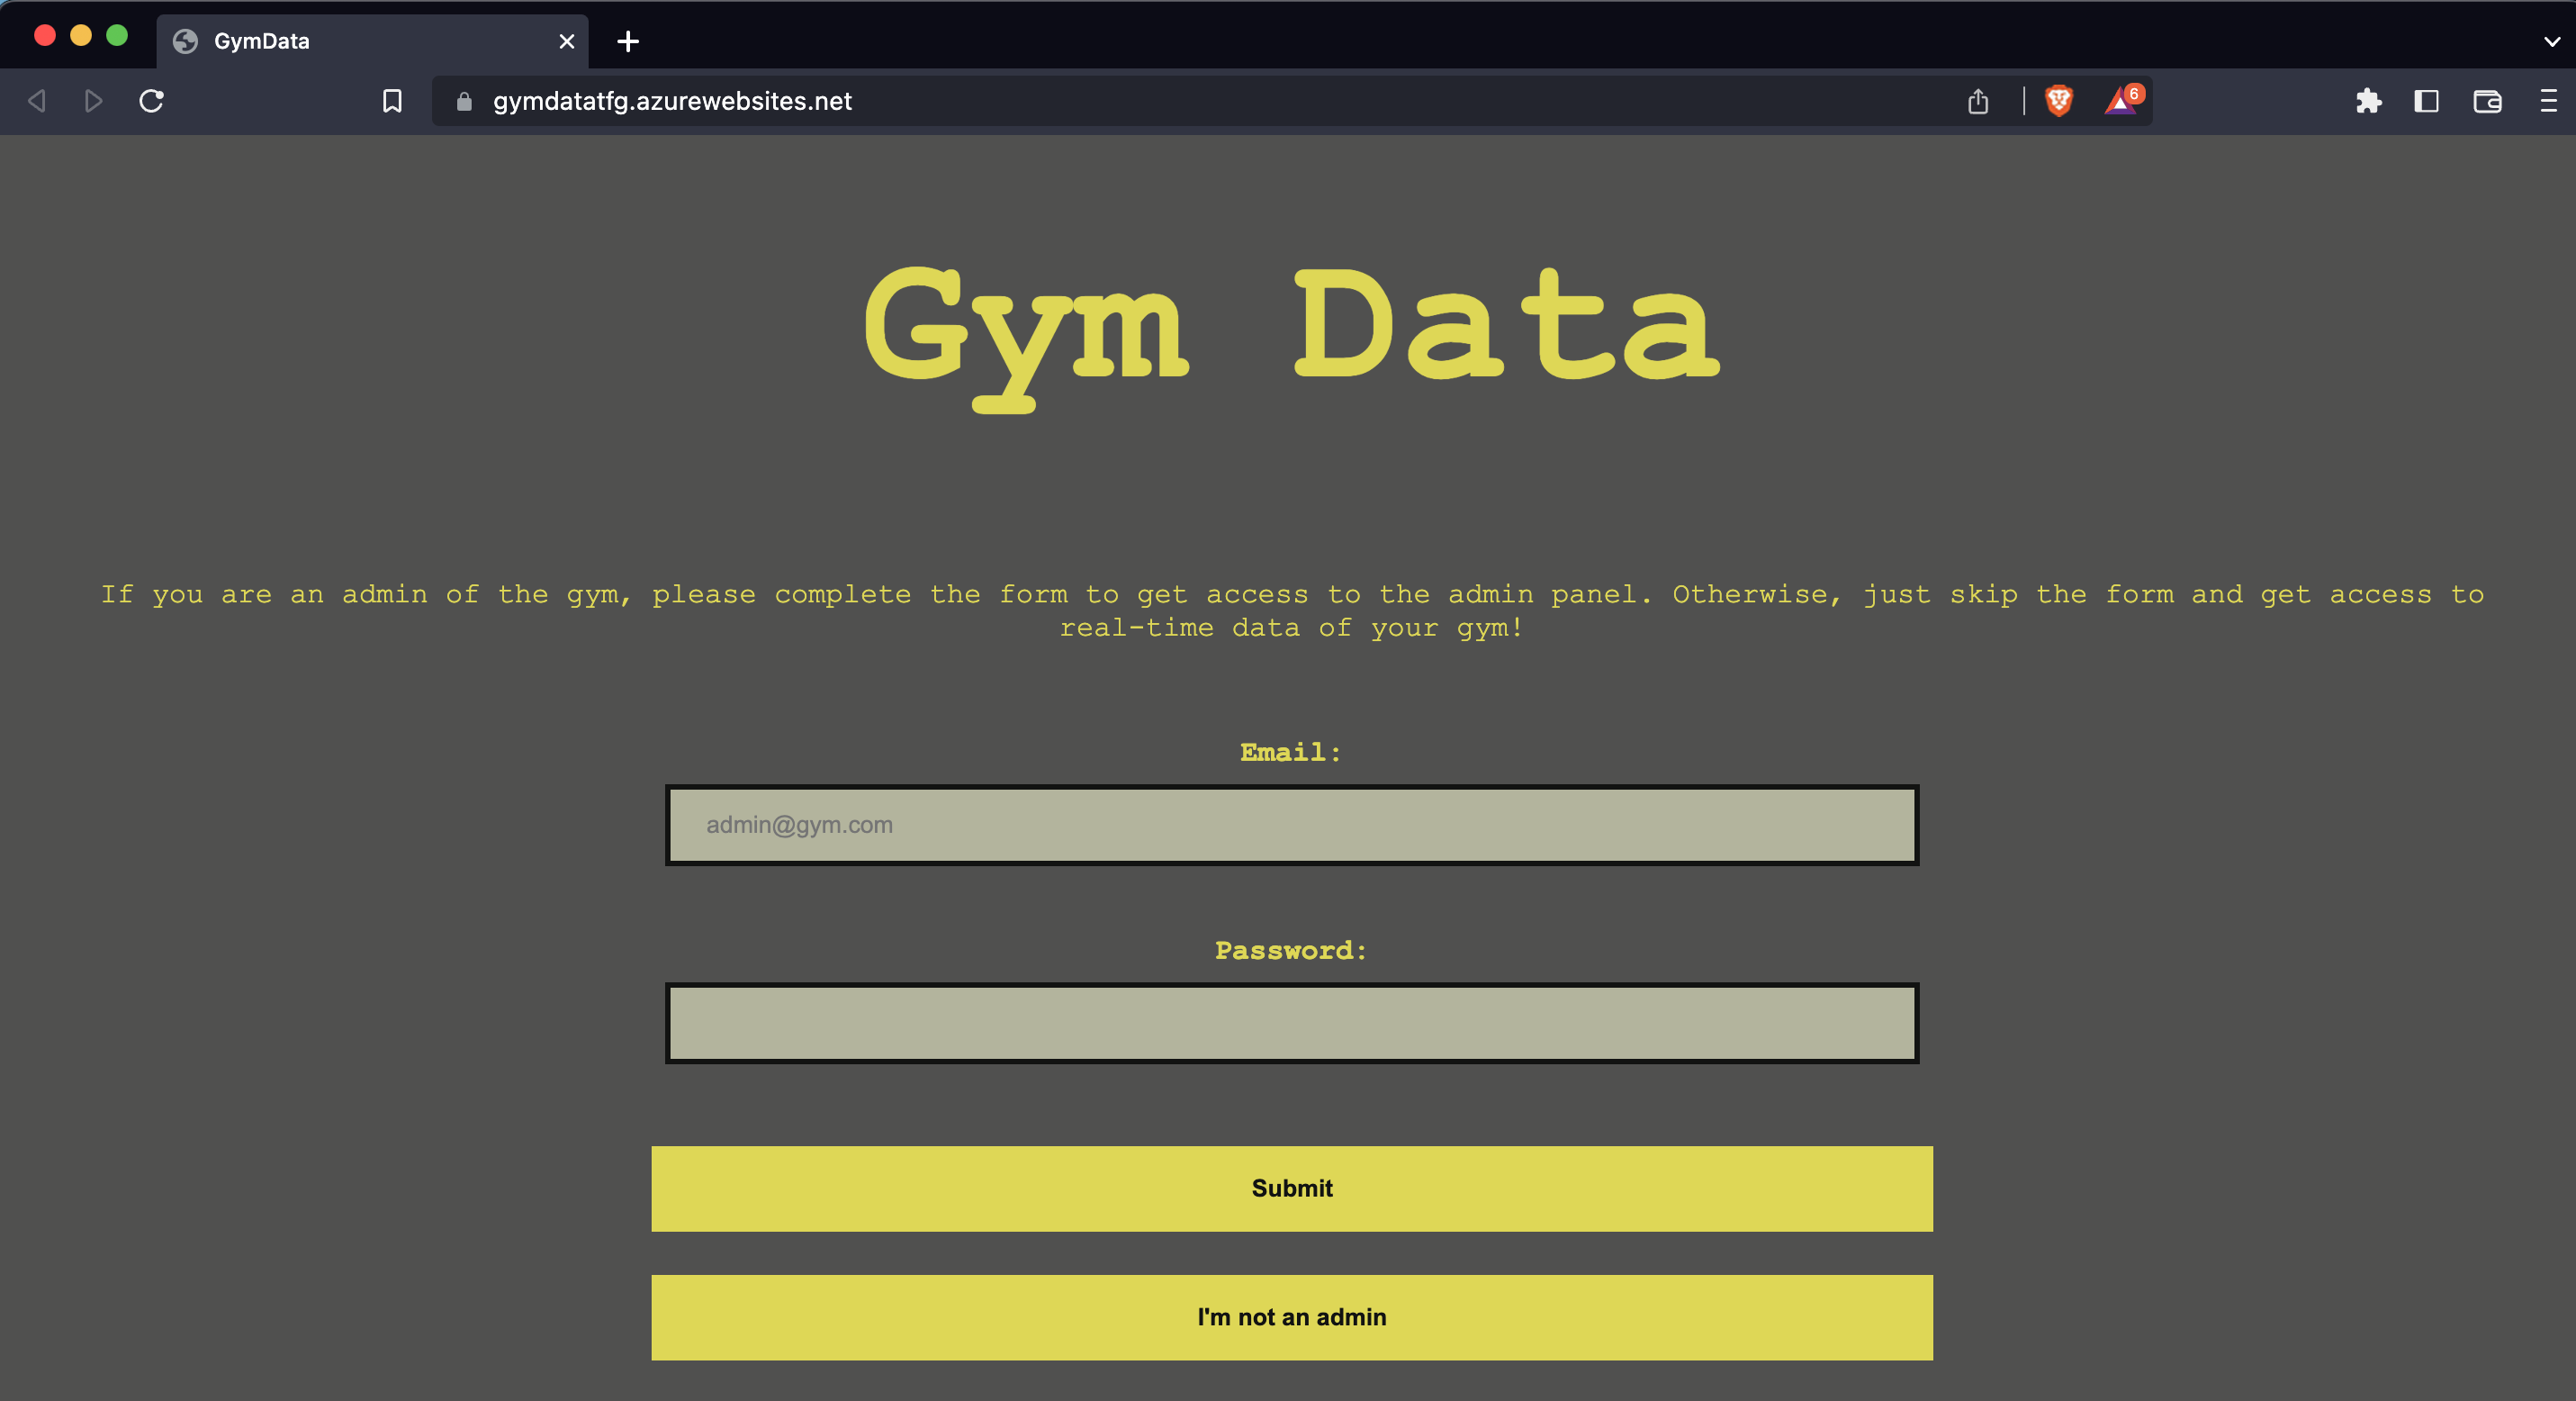 GymData
gymdatatfg.azurewebsites.net
6
Gym Data
If you are an admin of the gym, please complete the form to get access to the admin panel. Otherwise, just skip the form and get access to
real-time data of your gym!
Email:
admin@gym.com
Password:
Submit
I'm not an admin